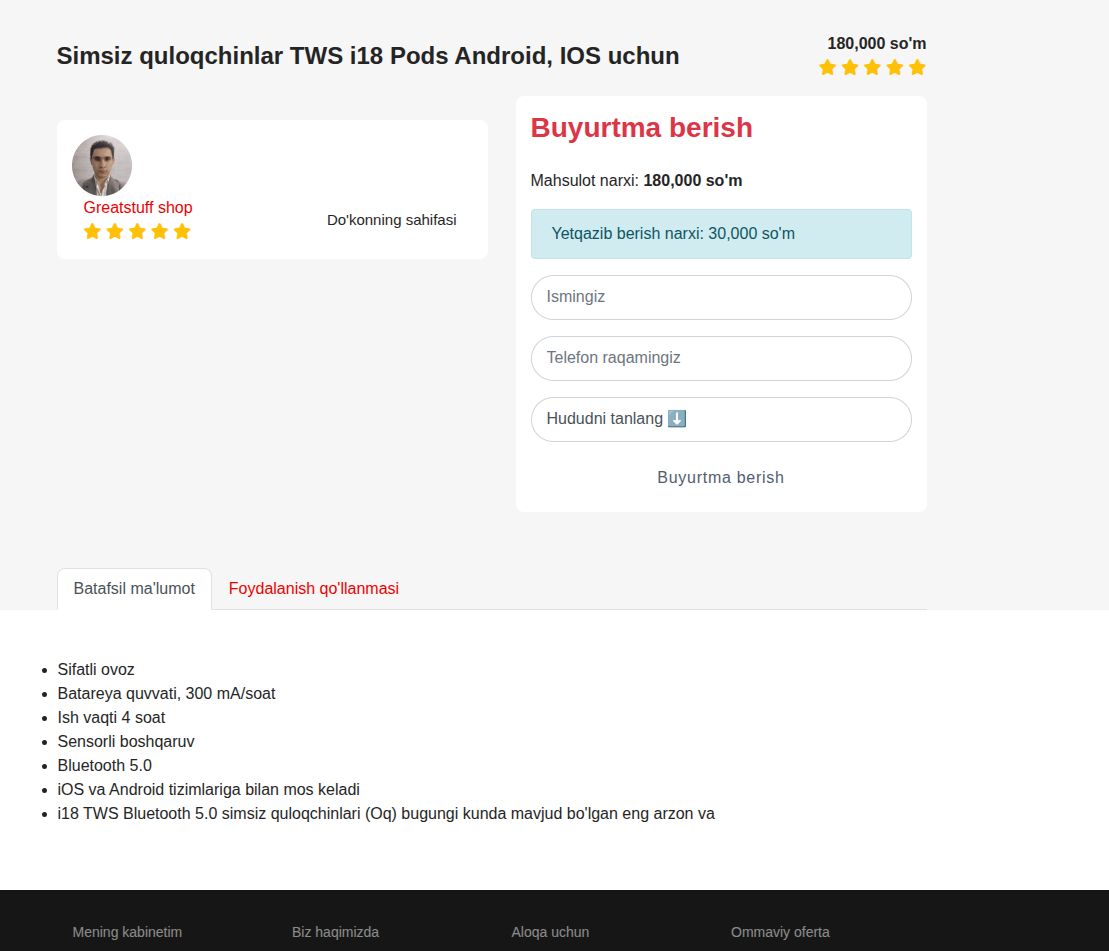 Simsiz quloqchinlar TWS i18 Pods Android, IOS uchun
180,000 so'm
Greatstuff shop
Do'konning sahifasi
Buyurtma berish
Mahsulot narxi: 180,000 so'm
Yetqazib berish narxi: 30,000 so'm
Ismingiz
Telefon raqamingiz
Hududni tanlang ⬇️
Buyurtma berish
Batafsil ma'lumot
Foydalanish qo'llanmasi
Sifatli ovoz
Batareya quvvati, 300 mA/soat
Ish vaqti 4 soat
Sensorli boshqaruv
Bluetooth 5.0
iOS va Android tizimlariga bilan mos keladi
i18 TWS Bluetooth 5.0 simsiz quloqchinlari (Oq) bugungi kunda mavjud bo'lgan eng arzon va
Mening kabinetim
Biz haqimizda
Aloqa uchun
Ommaviy oferta